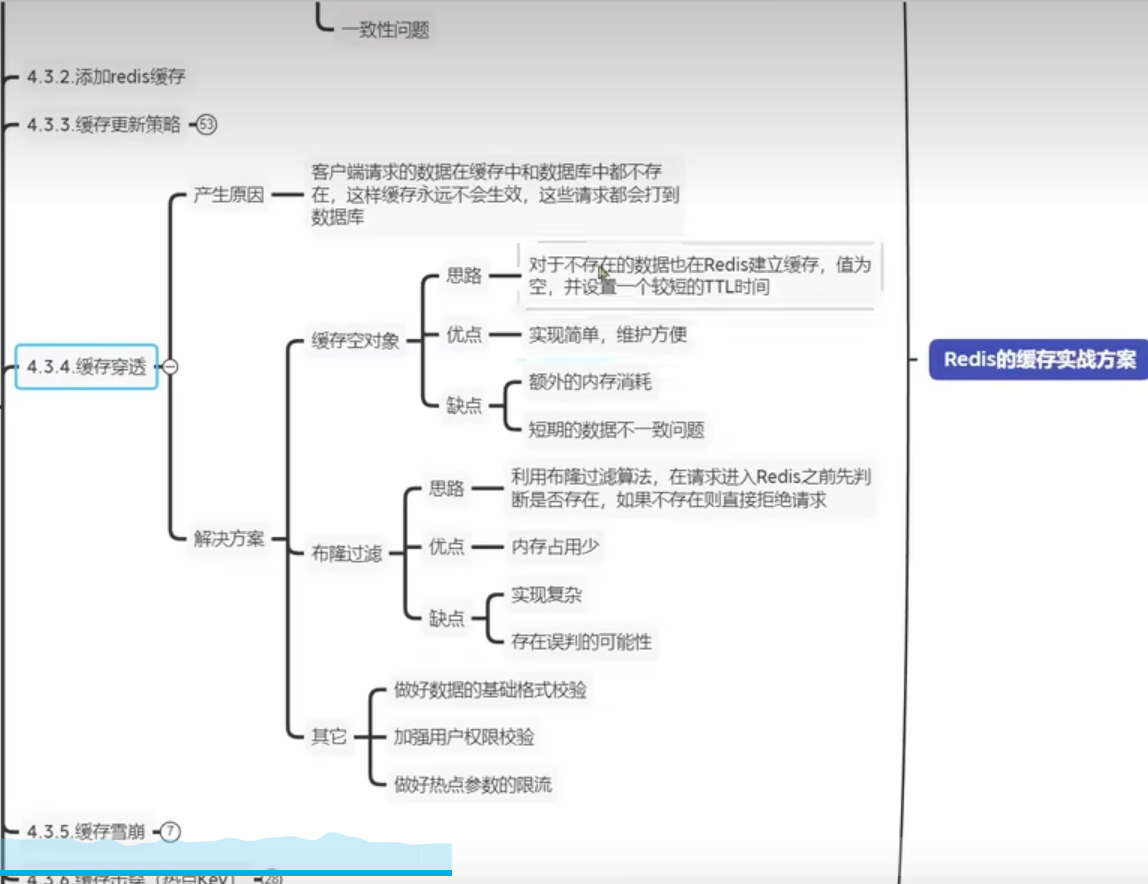 一致性问题
4.3.2.添加redis缓存
4.3.3.缓存更新策略
53
产生原因
客户端请求的数据在缓存中和数据库中都不存
在，这样缓存永远不会生效，这些请求都会打到
数据库
4.3.4.缓存穿透
解决方案
缓存空对象
思路
对于不存在的数据也在Redis建立缓存，值为
空，并设置一个较短的TTL时间
优点
实现简单，维护方便
缺点
额外的内存消耗
短期的数据不一致问题
布隆过滤
思路
利用布隆过滤算法，在请求进入Redis之前先判
断是否存在，如果不存在则直接拒绝请求
优点
内存占用少
缺点
实现复杂
存在误判的可能性
其它
做好数据的基础格式校验
加强用户权限校验
做好热点参数的限流
4.3.5.缓存雪崩
7
4.3.6.缓存击穿（热点Key）
28
Redis的缓存实战方案